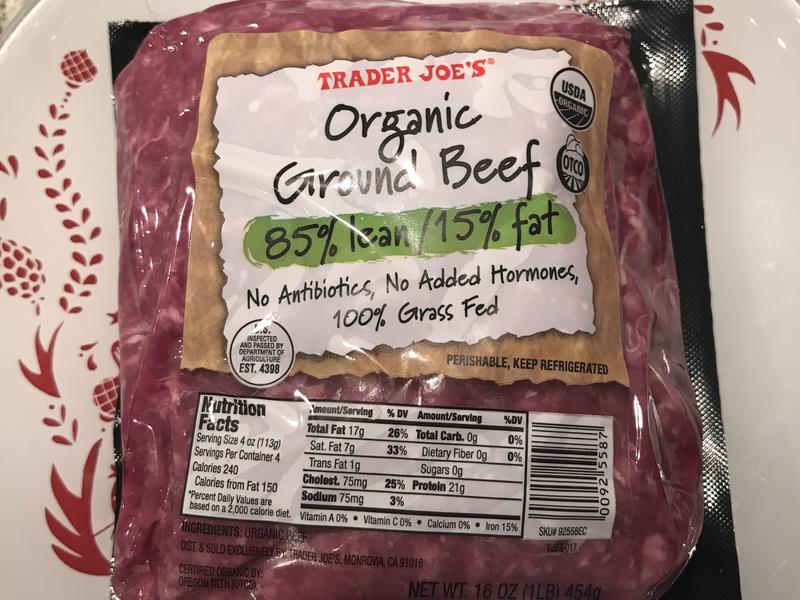 TRADER JOE'S®
Organic
Ground Beef
85% lean/15% fat
No Antibiotics, No Added Hormones,
100% Grass Fed
USDA
ORGANIC
OTCO
U.S.
INSPECTED
AND PASSED BY
DEPARTMENT OF
AGRICULTURE
EST. 4398
PERISHABLE, KEEP REFRIGERATED
Nutrition
Facts
Serving Size 4 oz (113g)
Servings Per Container 4
Calories 240
Calories from Fat 150
*Percent Daily Values are
based on a 2,000 calorie diet.
Amount/Serving % DV Amount/Serving %DV
Total Fat 17g 26% Total Carb. 0g 0%
Sat. Fat 7g 33% Dietary Fiber 0g 0%
Trans Fat 1g Sugars 0g
Cholest. 75mg 25% Protein 21g
Sodium 75mg 3%
Vitamin A 0% • Vitamin C 0% • Calcium 0% • Iron 15%
0092 5587
SKU# 92558EC
INGREDIENTS: ORGANIC BEEF
DIST. & SOLD EXCLUSIVELY BY: TRADER JOE'S, MONROVIA, CA 91016
CERTIFIED ORGANIC BY:
OREGON TILTH (OTCO).
NET WT. 16 OZ (1LB) 454g